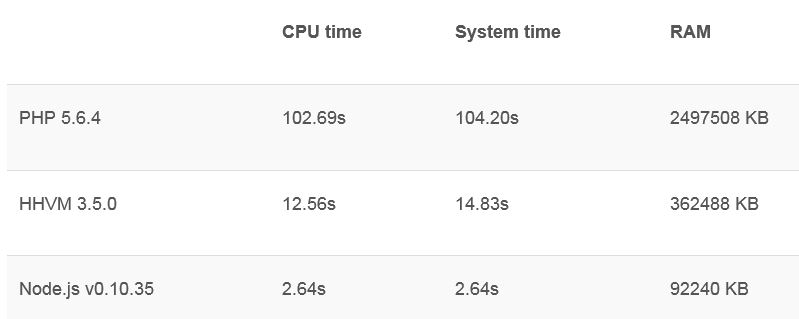 CPU time System time RAM
PHP 5.6.4 102.69s 104.20s 2497508 KB
HHVM 3.5.0 12.56s 14.83s 362488 KB
Node.js v0.10.35 2.64s 2.64s 92240 KB